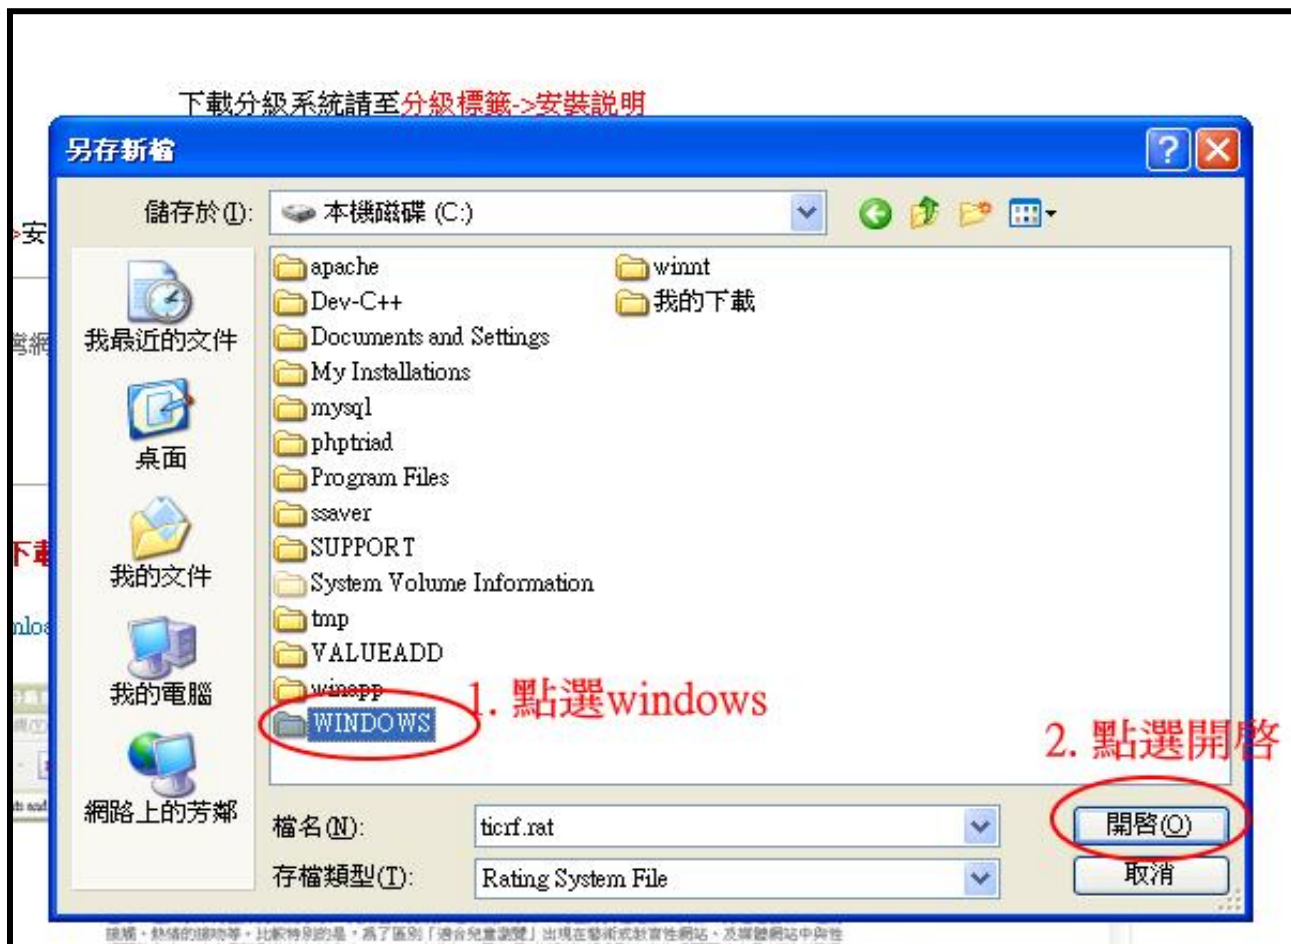 下載分級系統請至分級標籤->安裝説明
另存新檔
儲存於(I):
本機磁碟 (C:)
>安
我最近的文件
桌面
我的文件
我的電腦
網路上的芳鄰
下載
apache
Dev-C++
Documents and Settings
My Installations
mysql
phptriad
Program Files
ssaver
SUPPORT
System Volume Information
tmp
VALUEADD
winapp
WINDOWS
winnt
我的下載
1. 點選windows
2. 點選開啓
檔名(N):
ticrf.rat
開啓(O)
存檔類型(T):
Rating System File
取消